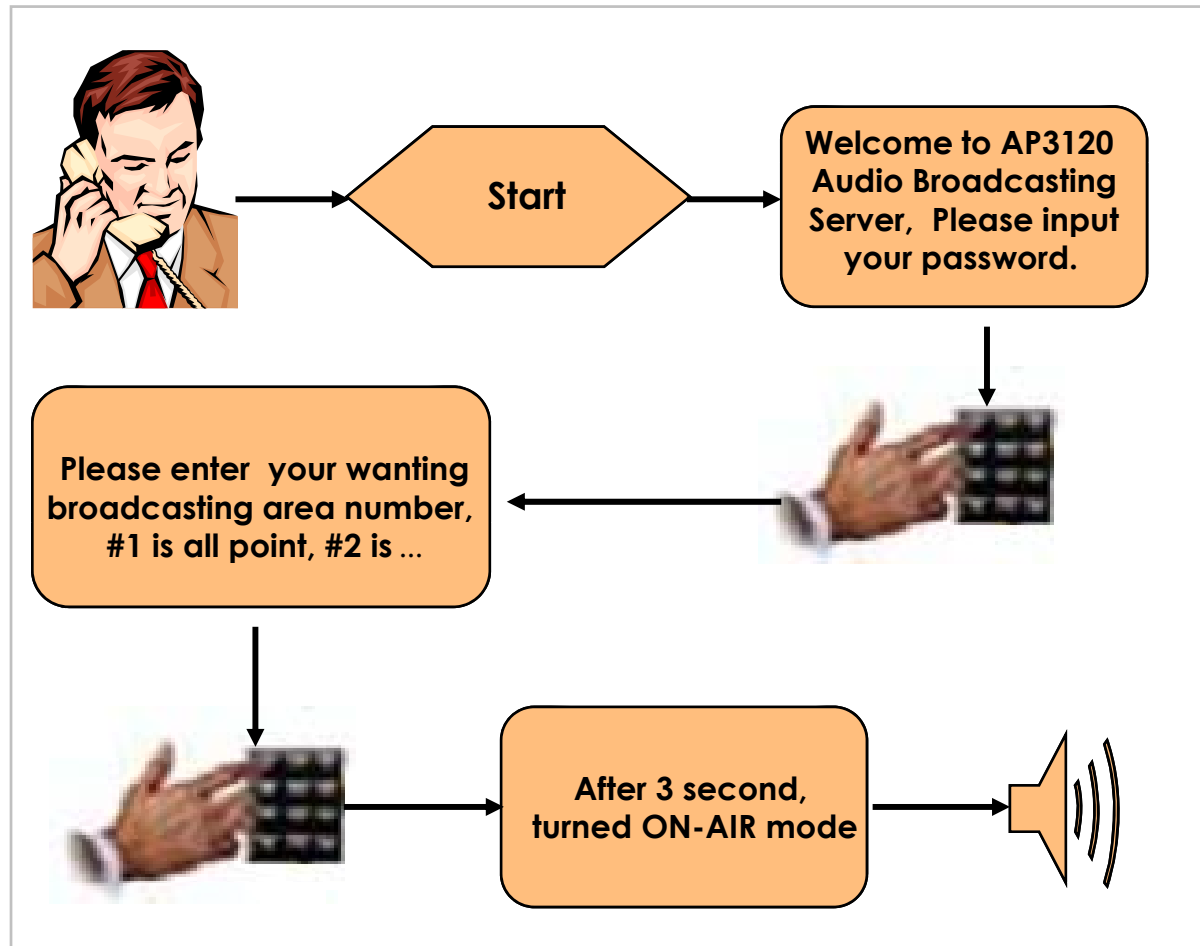 Start
Welcome to AP3120
Audio Broadcasting
Server, Please input
your password.
Please enter your wanting
broadcasting area number,
#1 is all point, #2 is ...
After 3 second,
turned ON-AIR mode